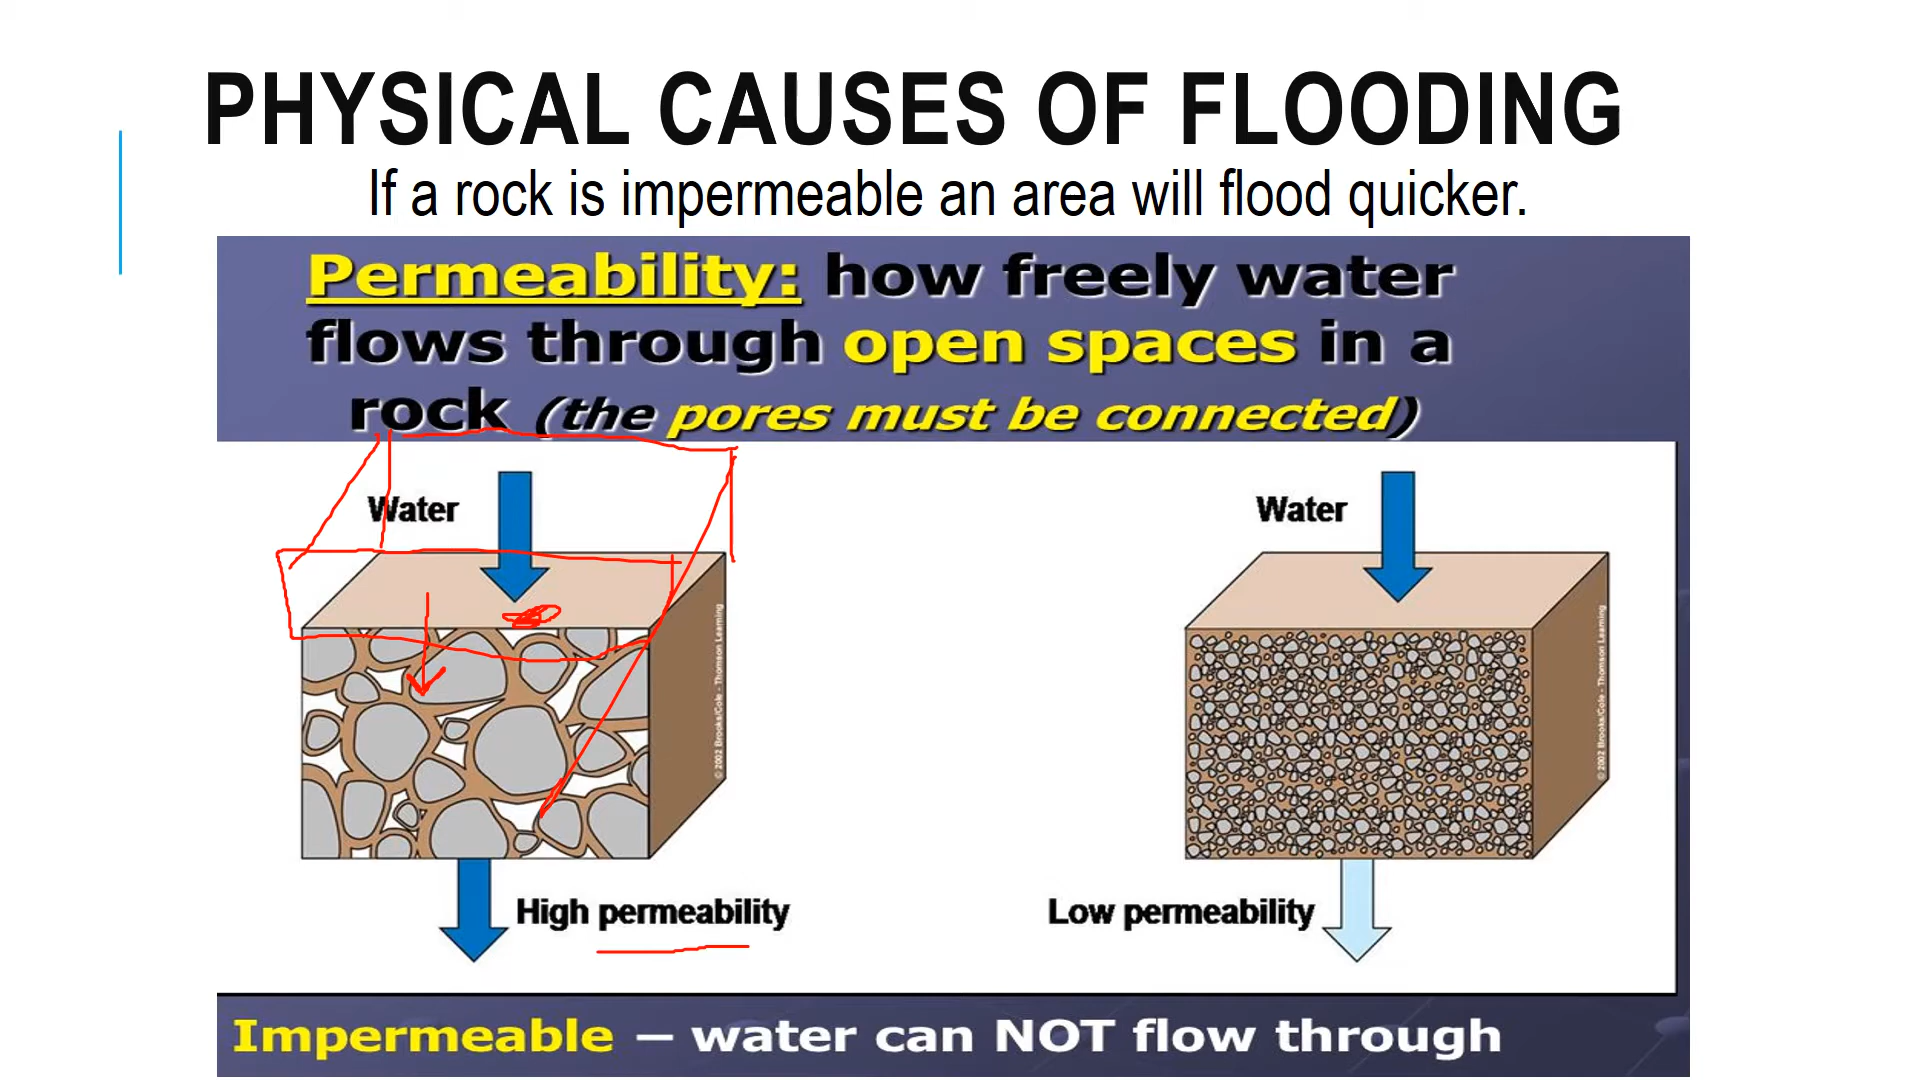 PHYSICAL CAUSES OF FLOODING
If a rock is impermeable an area will flood quicker.
Permeability: how freely water
flows through open spaces in a
rock (the pores must be connected)
Water
Water
© 2002 Brooks/Cole - Thomson Learning
© 2002 Brooks/Cole - Thomson Learning
High permeability
Low permeability
Impermeable – water can NOT flow through